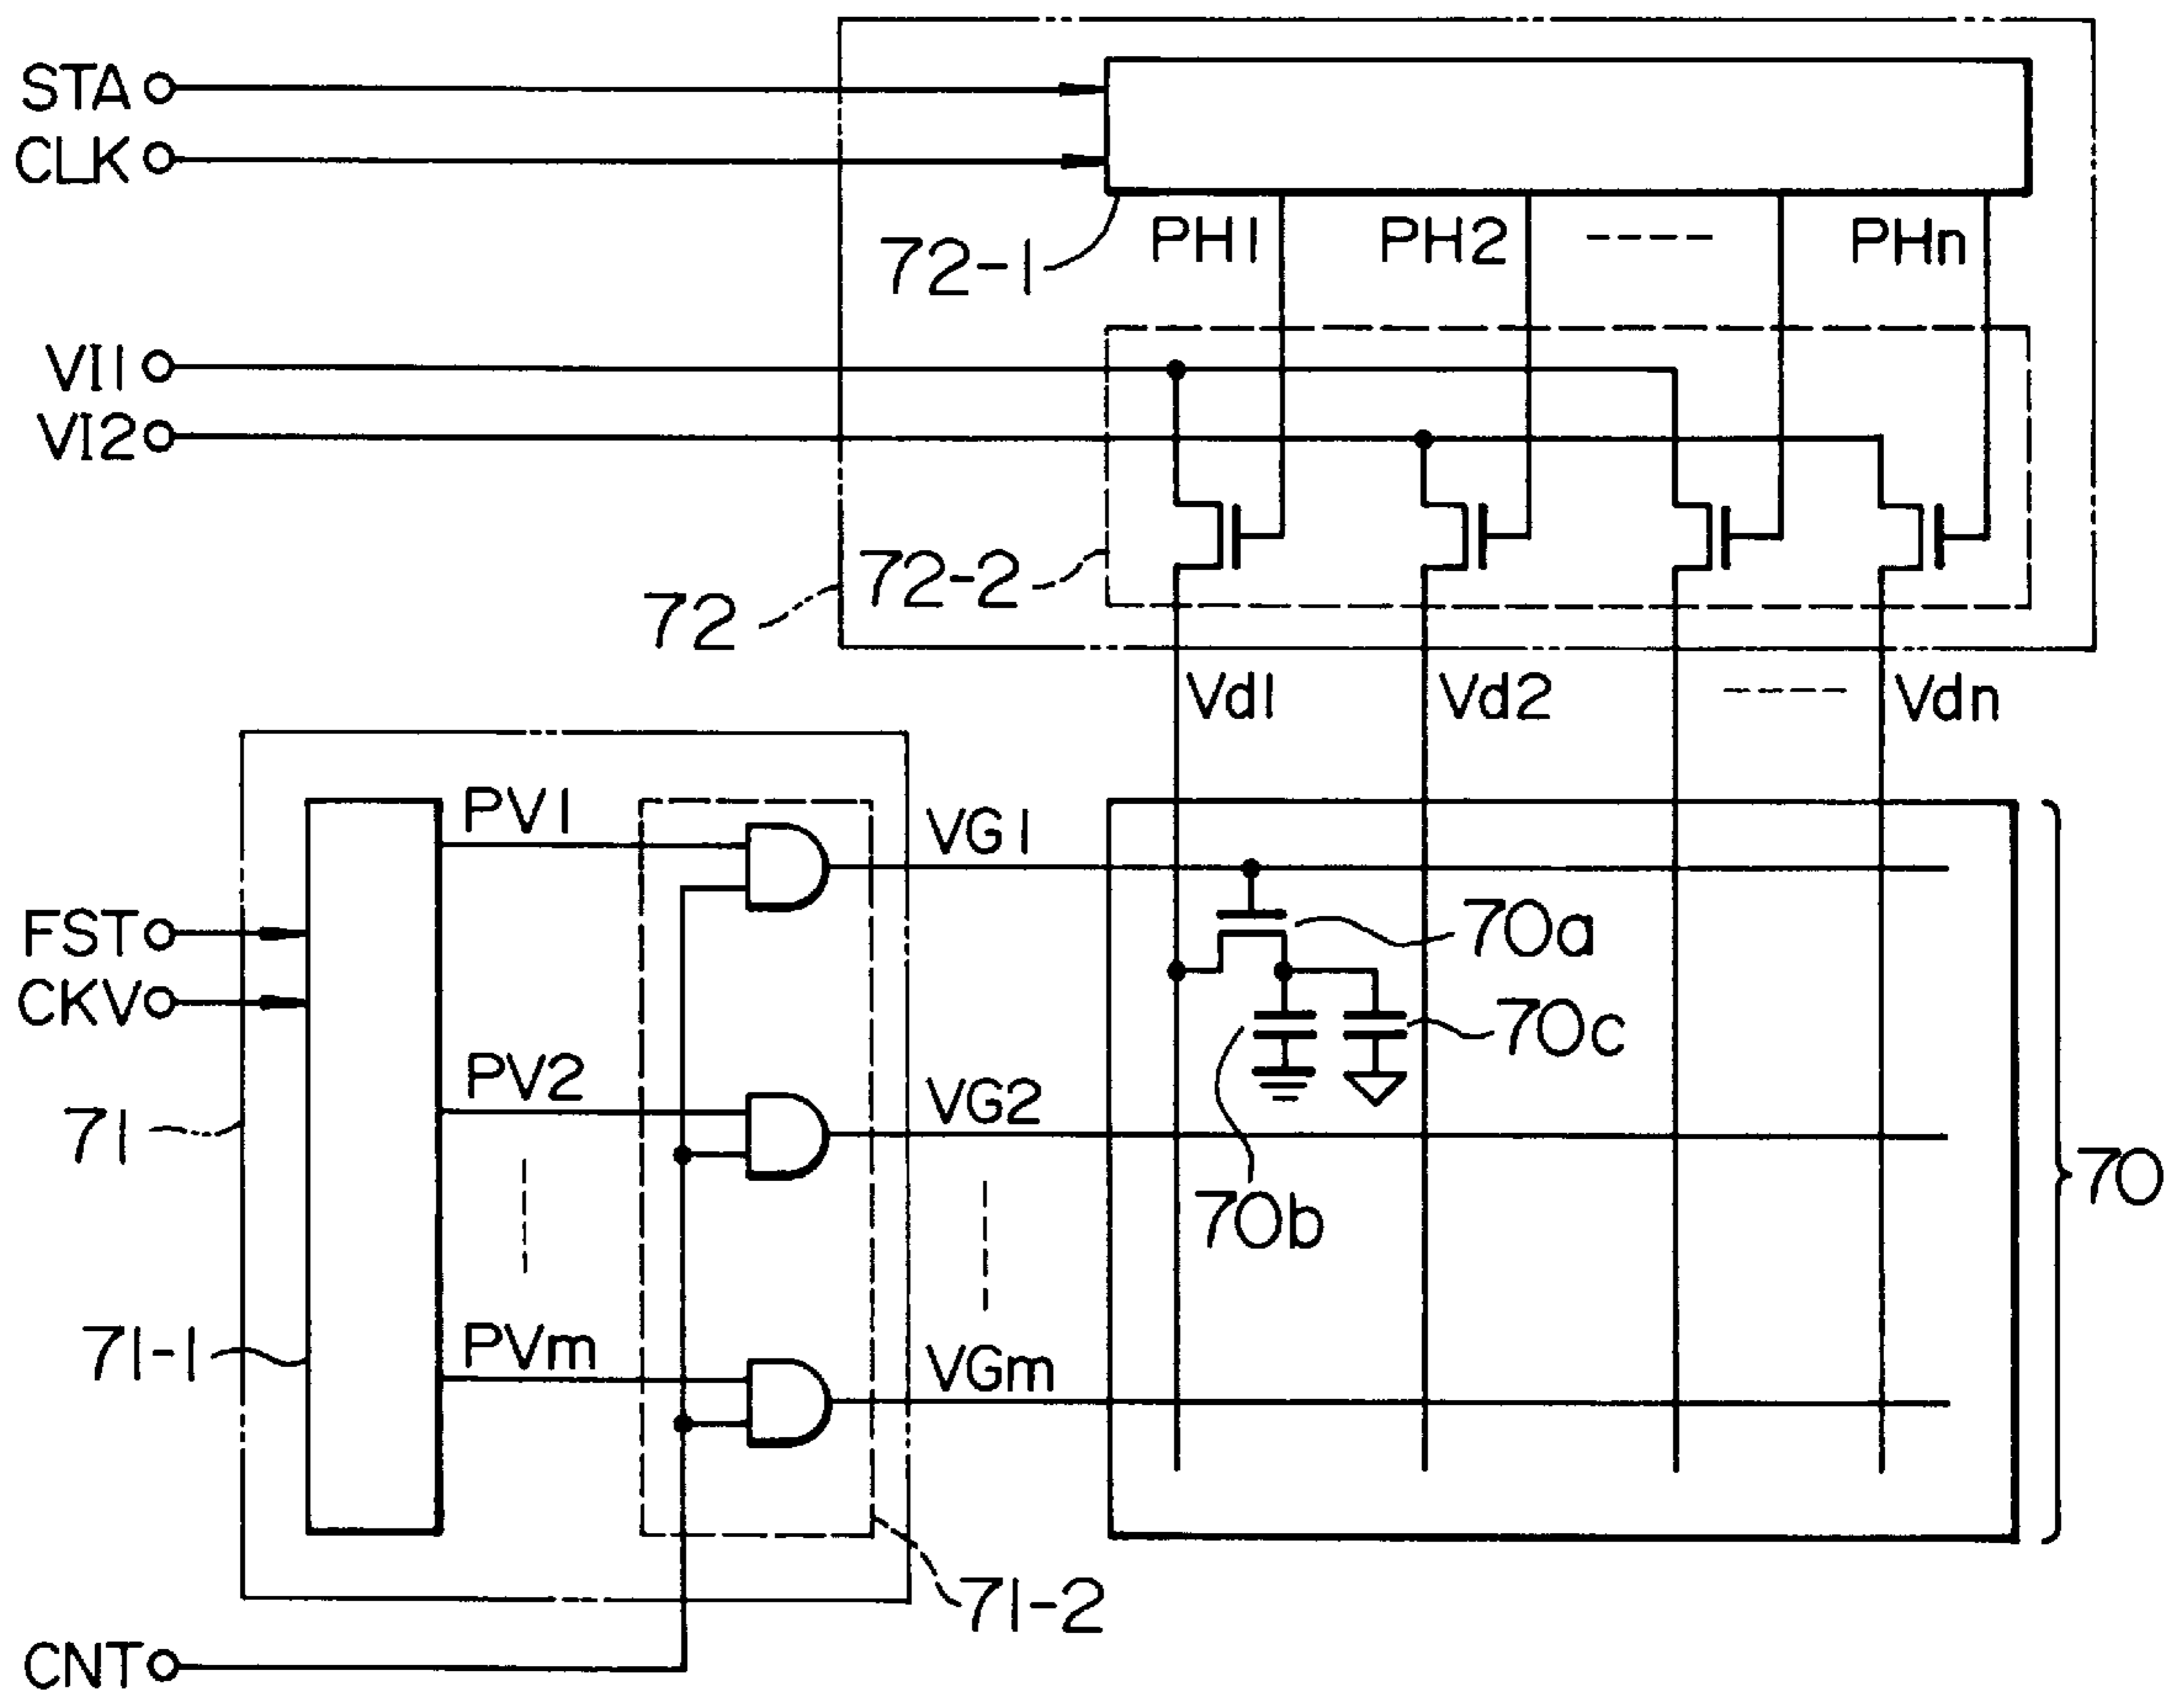 STA
CLK
72-1
PH1
PH2
PHn
VI1
VI2
72-2
72
Vd1
Vd2
Vdn
PV1
VG1
FST
CKV
70a
70c
PV2
VG2
71
70
70b
71-1
PVm
VGm
71-2
CNT